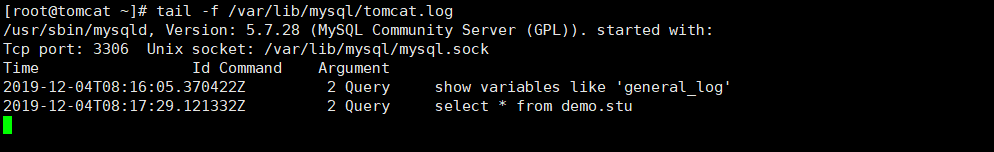 [root@tomcat ~]# tail -f /var/lib/mysql/tomcat.log
/usr/sbin/mysqld, Version: 5.7.28 (MySQL Community Server (GPL)). started with:
Tcp port: 3306  Unix socket: /var/lib/mysql/mysql.sock
Time                 Id Command    Argument
2019-12-04T08:16:05.370422Z	    2 Query	show variables like 'general_log'
2019-12-04T08:17:29.121332Z	    2 Query	select * from demo.stu